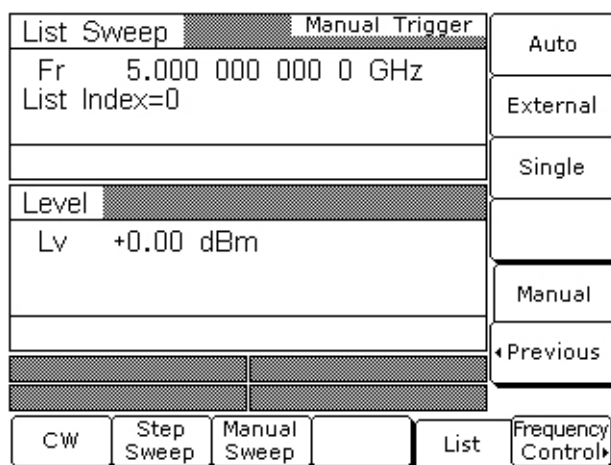 List Sweep
Manual Trigger
Fr 5.000 000 000 0 GHz
List Index=0
Level
Lv +0.00 dBm
Auto
External
Single
Manual
Previous
CW
Step
Sweep
Manual
Sweep
List
Frequency
Control